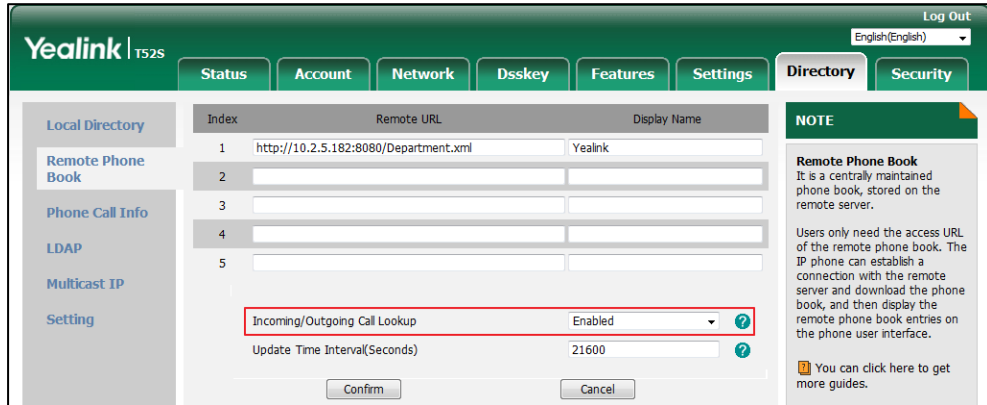 Log Out
English(English)
Yealink T52S
Status Account Network Dsskey Features Settings Directory Security
Local Directory
Remote Phone
Book
Phone Call Info
LDAP
Multicast IP
Setting
Index Remote URL Display Name
1 http://10.2.5.182:8080/Department.xml Yealink
2
3
4
5
Incoming/Outgoing Call Lookup Enabled ?
Update Time Interval(Seconds) 21600 ?
Confirm Cancel
NOTE
Remote Phone Book
It is a centrally maintained
phone book, stored on the
remote server.
Users only need the access URL
of the remote phone book. The
IP phone can establish a
connection with the remote
server and download the phone
book, and then display the
remote phone book entries on
the phone user interface.
? You can click here to get
more guides.